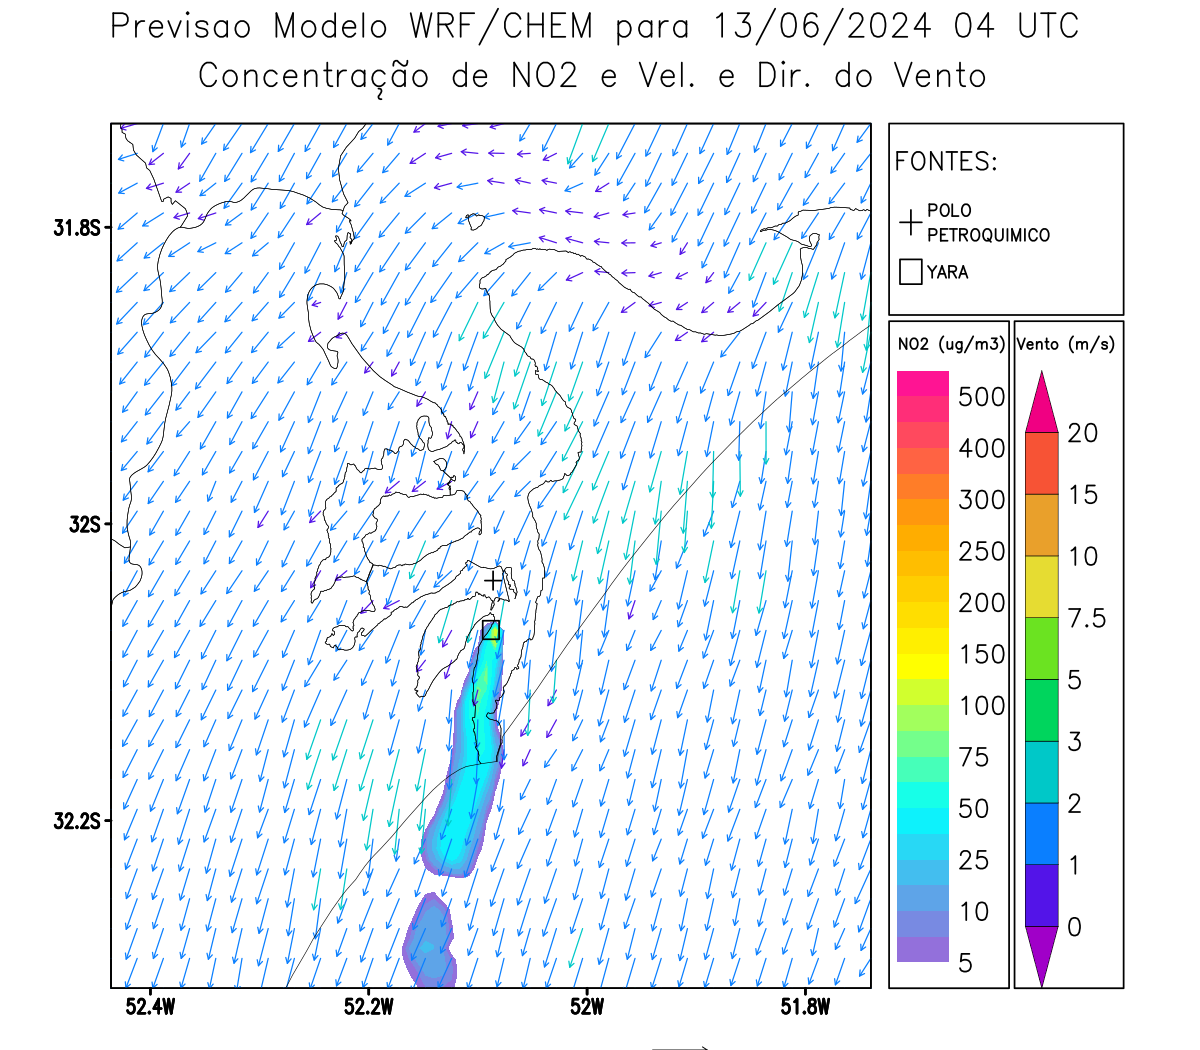 Previsao Modelo WRF/CHEM para 13/06/2024 04 UTC
Concentração de NO2 e Vel. e Dir. do Vento
FONTES:
POLO
PETROQUIMICO
YARA
NO2 (ug/m3)
500
400
300
250
200
150
100
75
50
25
10
5
Vento (m/s)
20
15
10
7.5
5
3
2
1
0
31.8S
32S
32.2S
52.4W
52.2W
52W
51.8W